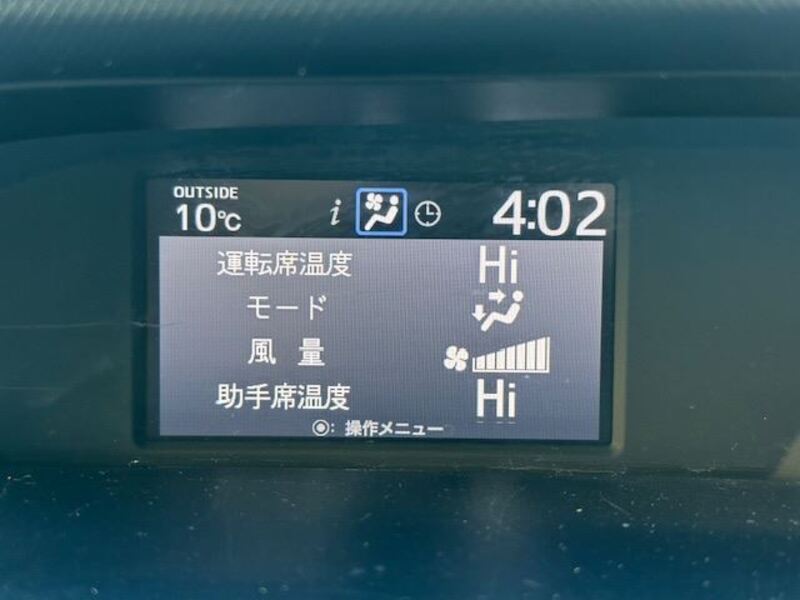 OUTSIDE
10℃ i 4:02
運転席温度 Hi
モード
風 量
助手席温度 Hi
◉: 操作メニュー